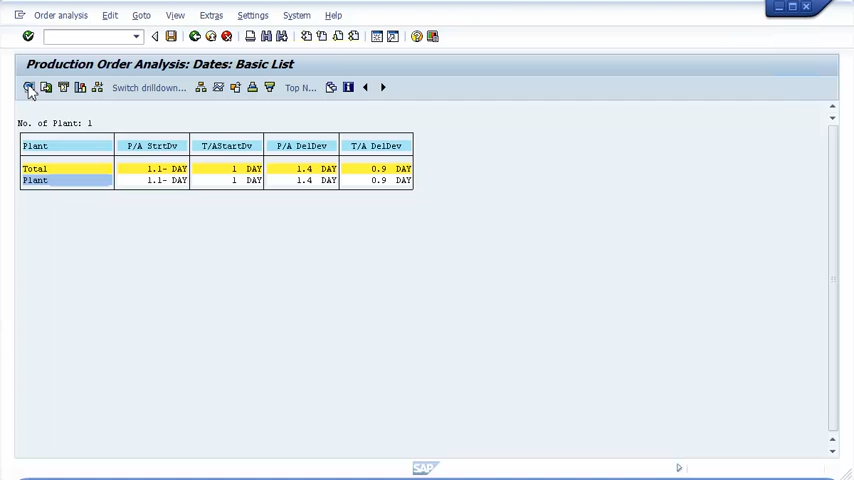 Order analysis Edit Goto View Extras Settings System Help
Production Order Analysis: Dates: Basic List
Switch drilldown... Top N...
No. of Plant: 1
Plant P/A StrtDv T/AStartDv P/A DelDev T/A DelDev
Total 1.1- DAY 1 DAY 1.4 DAY 0.9 DAY
Plant 1.1- DAY 1 DAY 1.4 DAY 0.9 DAY
SAP